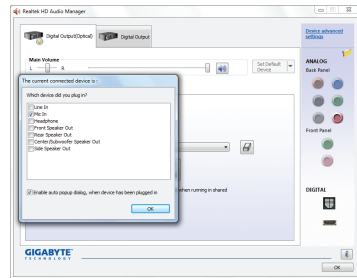 Realtek HD Audio Manager
Digital Output(Optical)
Digital Output
Device advanced
settings
Main Volume
L
R
Set Default
Device
ANALOG
Back Panel
The current connected device is :
Which device did you plug in?
Line In
Mic In
Headphone
Front Speaker Out
Rear Speaker Out
Center/Subwoofer Speaker Out
Side Speaker Out
Front Panel
when running in shared
Enable auto popup dialog, when device has been plugged in
DIGITAL
OK
GIGABYTE
TECHNOLOGY
OK